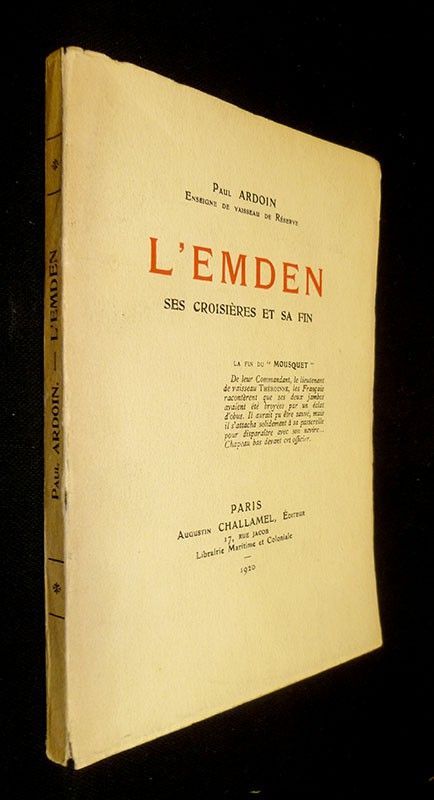 PAUL ARDOIN. — L'EMDEN
PAUL ARDOIN
ENSEIGNE DE VAISSEAU DE RÉSERVE
L'EMDEN
SES CROISIÈRES ET SA FIN
LA FIN DU " MOUSQUET "
De leur Commandant, le lieutenant
de vaisseau THÉROINNE, les Français
racontèrent que ses deux jambes
avaient été broyées par un éclat
d'obus. Il aurait pu être sauvé, mais
il s'attacha solidement à sa passerelle
pour disparaître avec son navire...
Chapeau bas devant cet officier.
PARIS
AUGUSTIN CHALLAMEL, ÉDITEUR
17, RUE JACOB
Librairie Maritime et Coloniale
—
1920